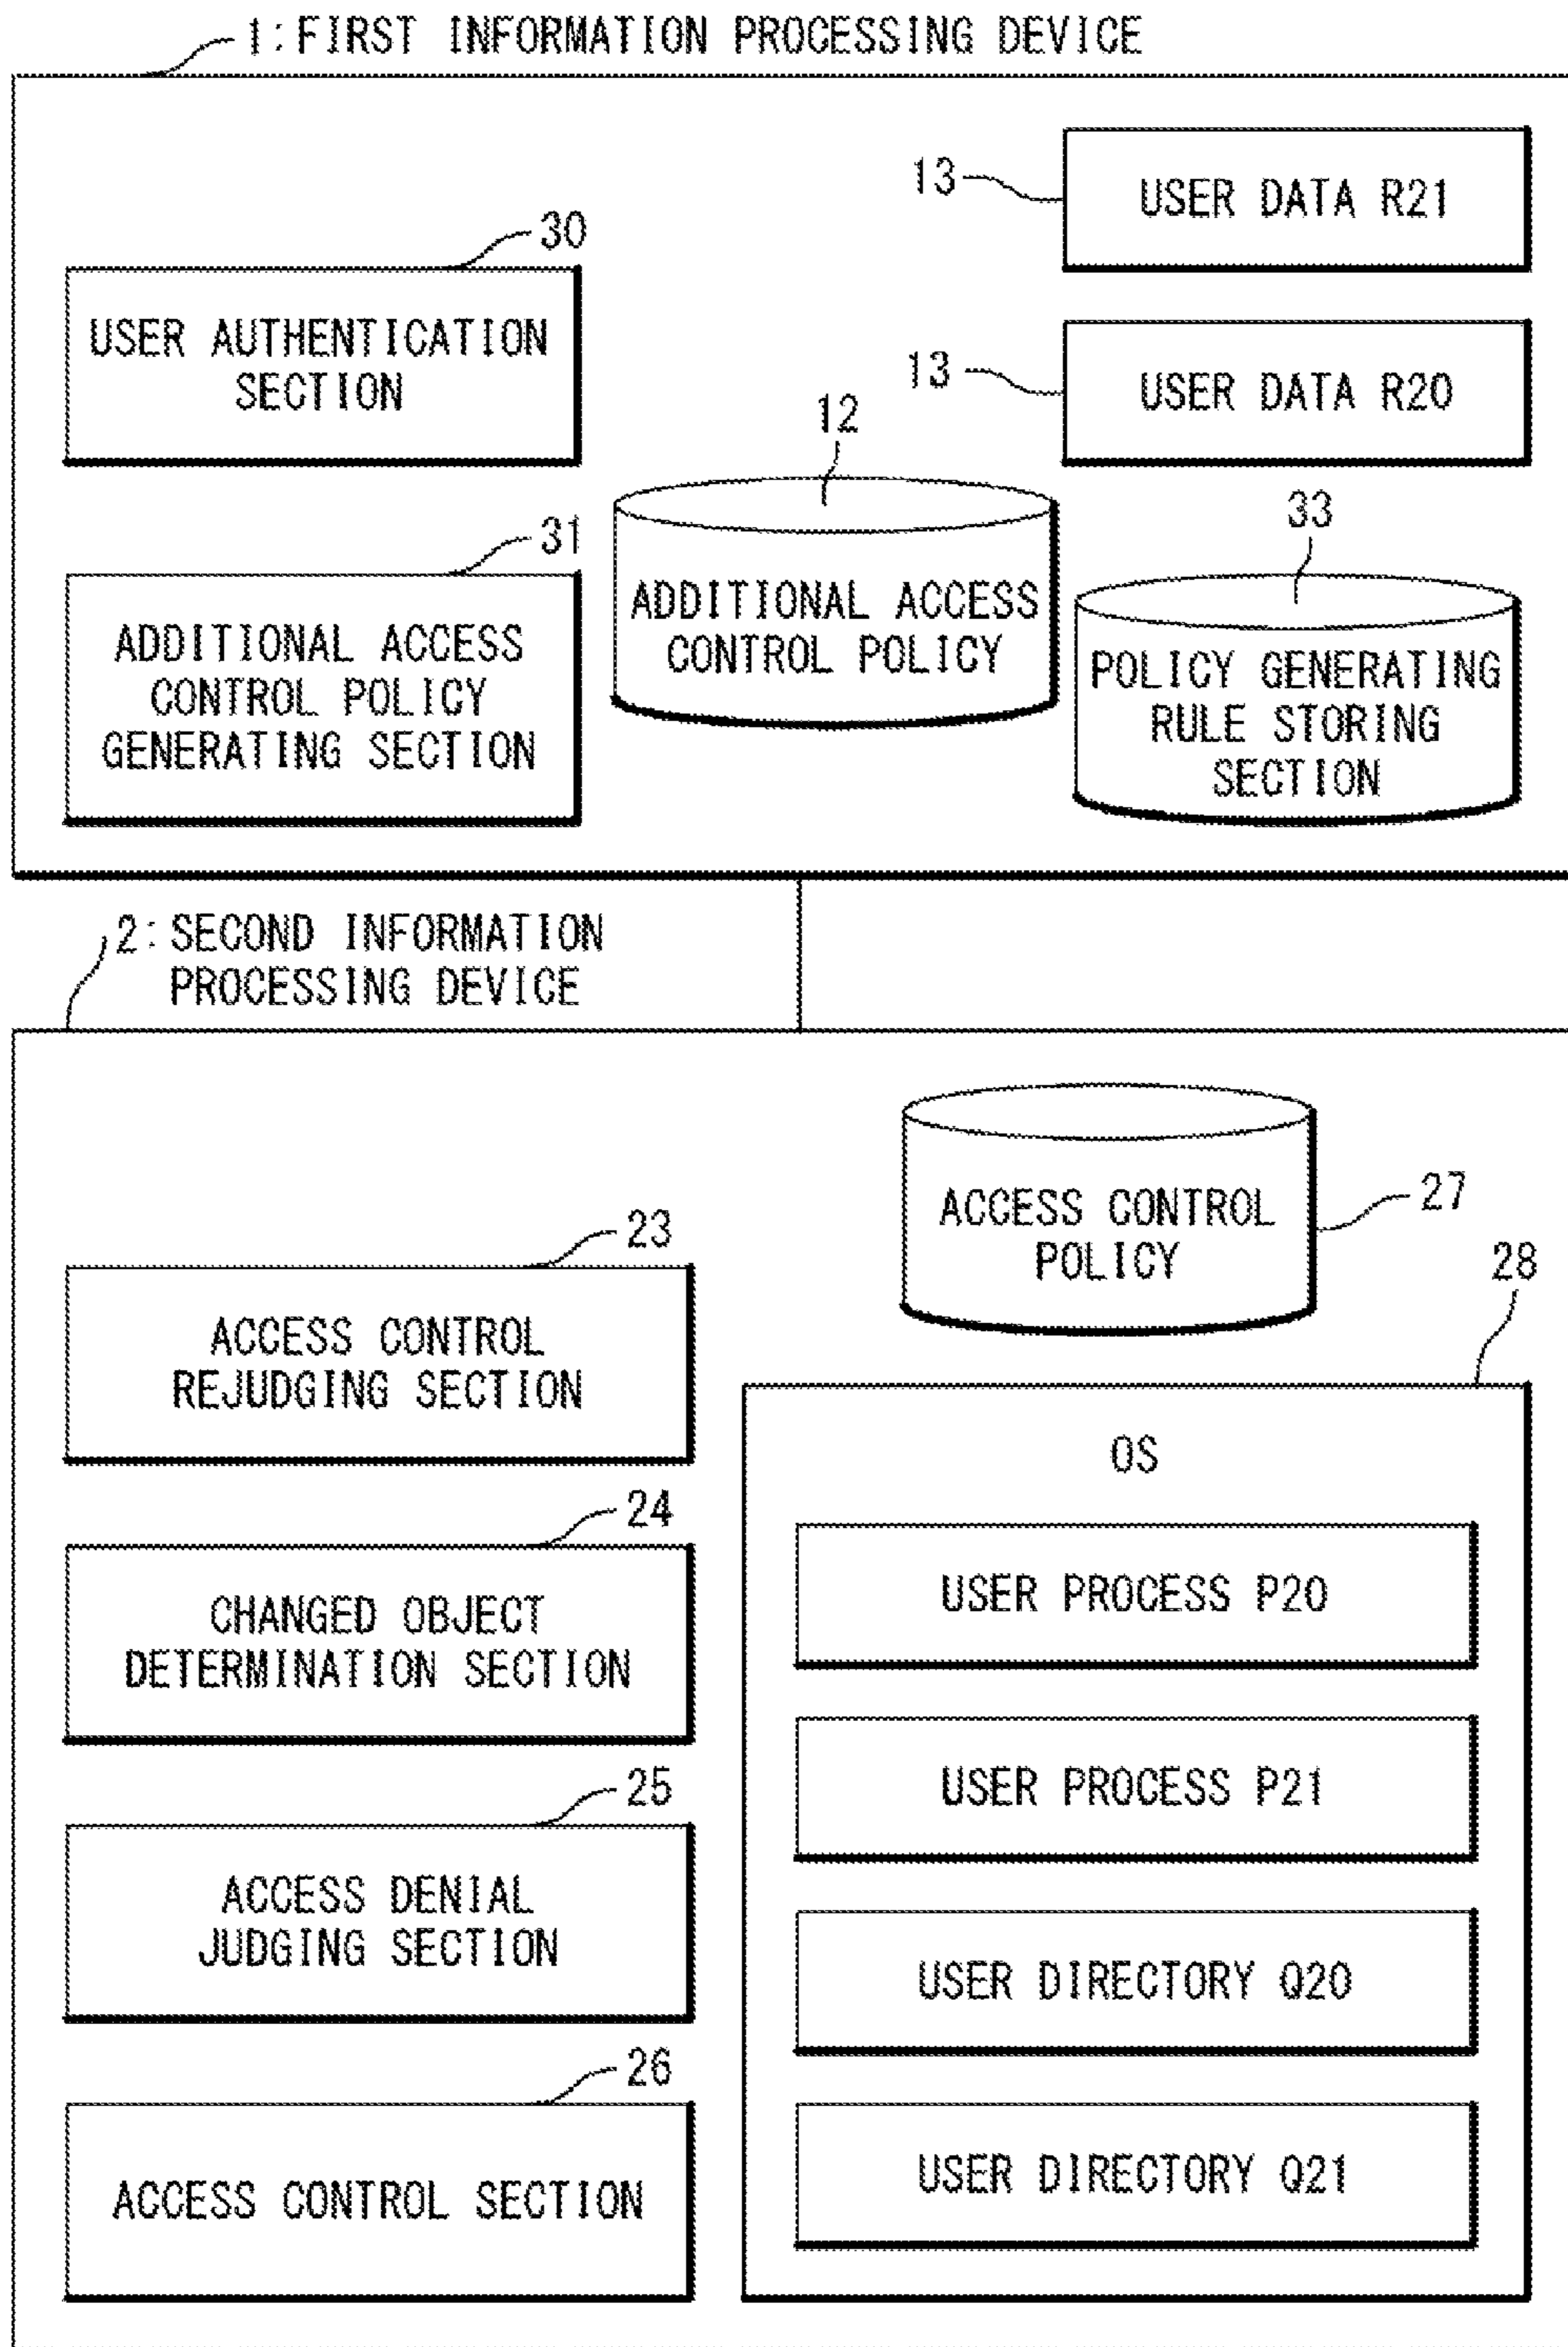 1:FIRST INFORMATION PROCESSING DEVICE
13
USER DATA R21
30
USER AUTHENTICATION
SECTION
13
USER DATA R20
12
ADDITIONAL ACCESS
CONTROL POLICY
33
POLICY GENERATING
RULE STORING
SECTION
31
ADDITIONAL ACCESS
CONTROL POLICY
GENERATING SECTION
2:SECOND INFORMATION
PROCESSING DEVICE
ACCESS CONTROL
POLICY
27
23
ACCESS CONTROL
REJUDGING SECTION
28
OS
24
CHANGED OBJECT
DETERMINATION SECTION
USER PROCESS P20
USER PROCESS P21
25
ACCESS DENIAL
JUDGING SECTION
USER DIRECTORY Q20
26
ACCESS CONTROL SECTION
USER DIRECTORY Q21